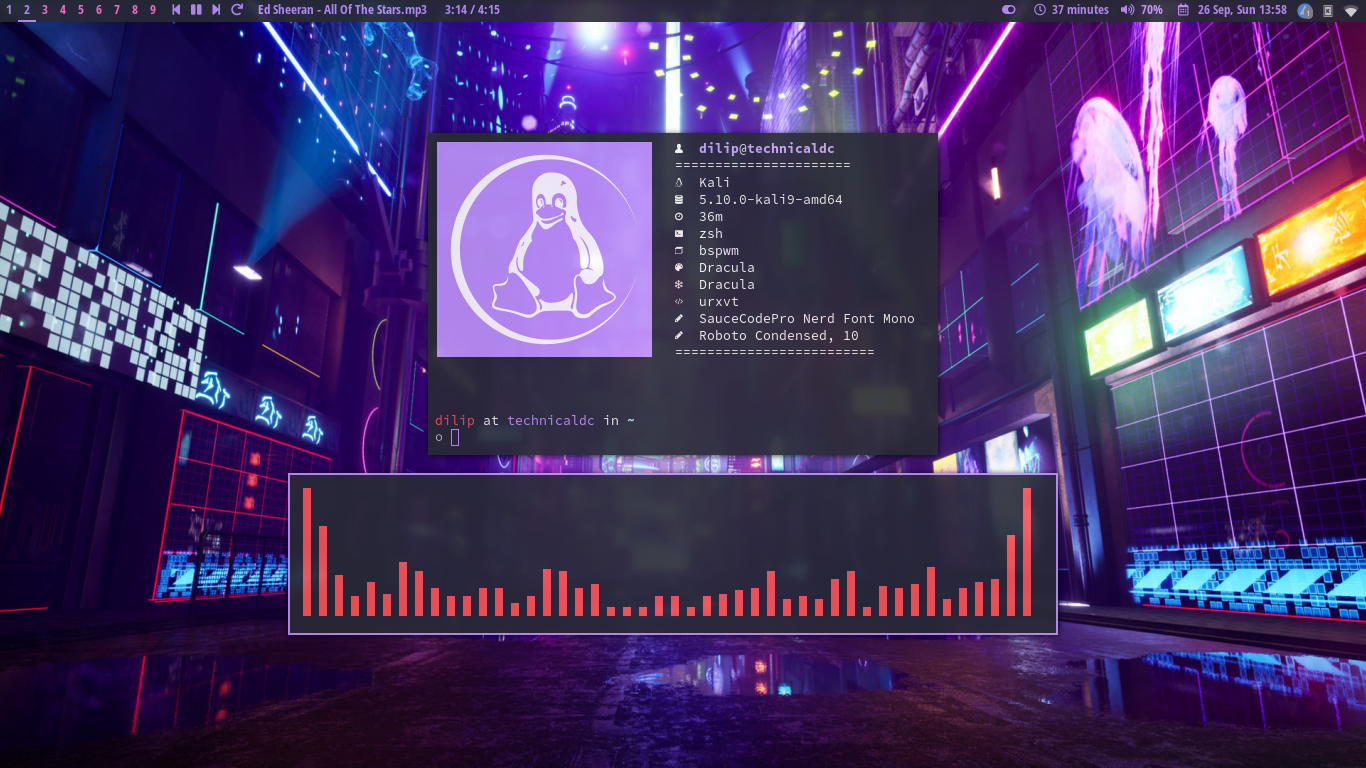 1 2 3 4 5 6 7 8 9 Ed Sheeran - All Of The Stars.mp3 3:14 / 4:15 37 minutes 70% 26 Sep, Sun 13:58
dilip@technicaldc
======================
Kali
5.10.0-kali9-amd64
36m
zsh
bspwm
Dracula
Dracula
urxvt
SauceCodePro Nerd Font Mono
Roboto Condensed, 10
=========================
dilip at technicaldc in ~